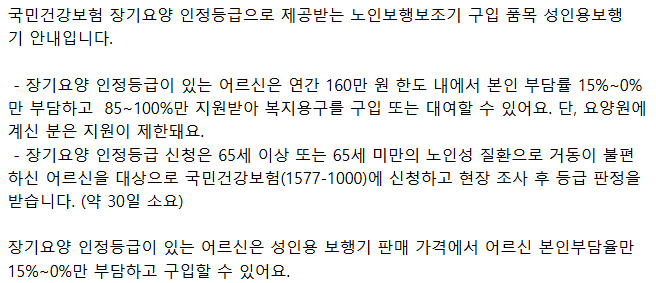 국민건강보험 장기요양 인정등급으로 제공받는 노인보행보조기 구입 품목 성인용보행
기 안내입니다.
- 장기요양 인정등급이 있는 어르신은 연간 160만 원 한도 내에서 본인 부담률 15%~0%
만 부담하고  85~100%만 지원받아 복지용구를 구입 또는 대여할 수 있어요. 단, 요양원에
계신 분은 지원이 제한돼요.
- 장기요양 인정등급 신청은 65세 이상 또는 65세 미만의 노인성 질환으로 거동이 불편
하신 어르신을 대상으로 국민건강보험(1577-1000)에 신청하고 현장 조사 후 등급 판정을
받습니다. (약 30일 소요)
장기요양 인정등급이 있는 어르신은 성인용 보행기 판매 가격에서 어르신 본인부담율만
15%~0%만 부담하고 구입할 수 있어요.